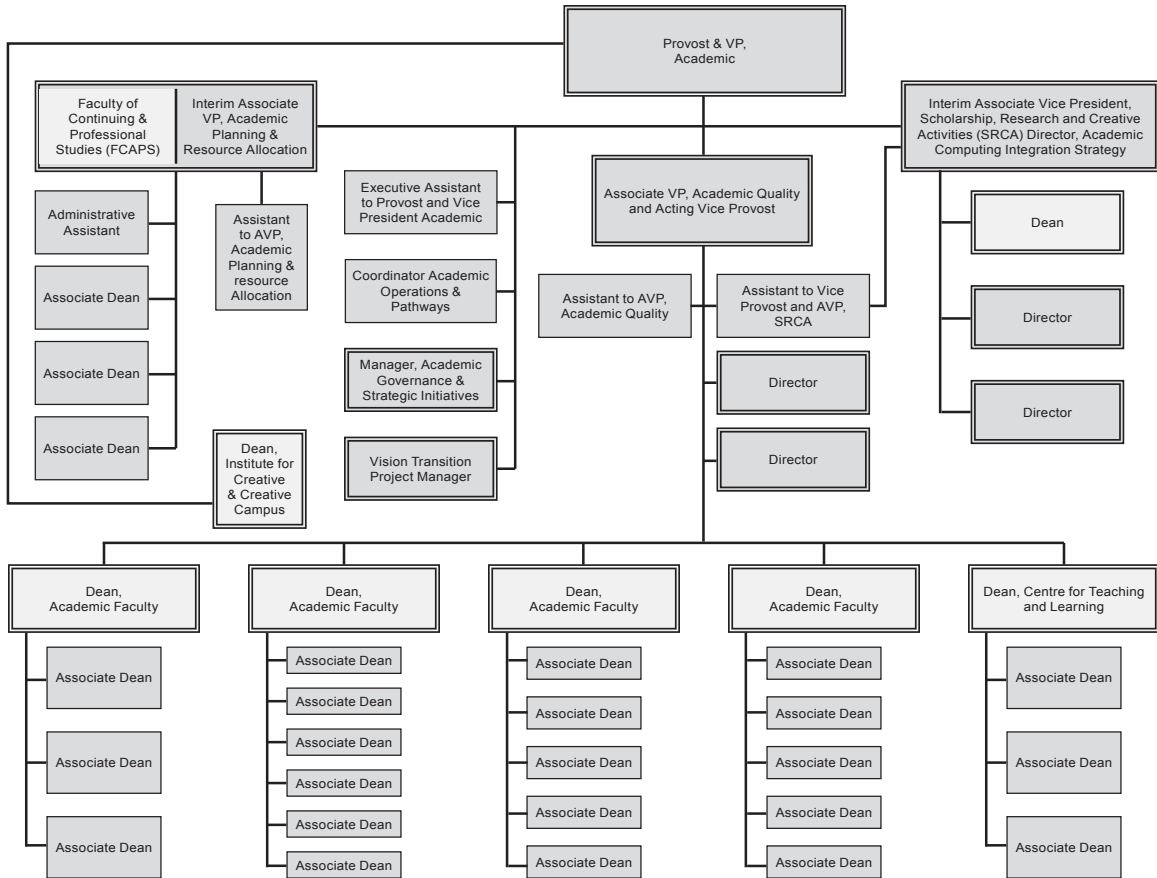 Provost & VP,
Academic
Faculty of
Continuing &
Professional
Studies (FCAPS)
Interim Associate
VP, Academic
Planning &
Resource Allocation
Interim Associate Vice President,
Scholarship, Research and Creative
Activities (SRCA) Director, Academic
Computing Integration Strategy
Administrative
Assistant
Associate Dean
Associate Dean
Associate Dean
Assistant
to AVP,
Academic
Planning &
resource
Allocation
Dean,
Institute for
Creative
& Creative
Campus
Executive Assistant
to Provost and Vice
President Academic
Coordinator Academic
Operations &
Pathways
Manager, Academic
Governance &
Strategic Initiatives
Vision Transition
Project Manager
Associate VP, Academic Quality
and Acting Vice Provost
Assistant to AVP,
Academic Quality
Assistant to Vice
Provost and AVP,
SRCA
Director
Director
Dean
Director
Director
Dean,
Academic Faculty
Associate Dean
Associate Dean
Associate Dean
Dean,
Academic Faculty
Associate Dean
Associate Dean
Associate Dean
Associate Dean
Associate Dean
Associate Dean
Dean,
Academic Faculty
Associate Dean
Associate Dean
Associate Dean
Associate Dean
Associate Dean
Dean,
Academic Faculty
Associate Dean
Associate Dean
Associate Dean
Associate Dean
Associate Dean
Dean, Centre for Teaching
and Learning
Associate Dean
Associate Dean
Associate Dean